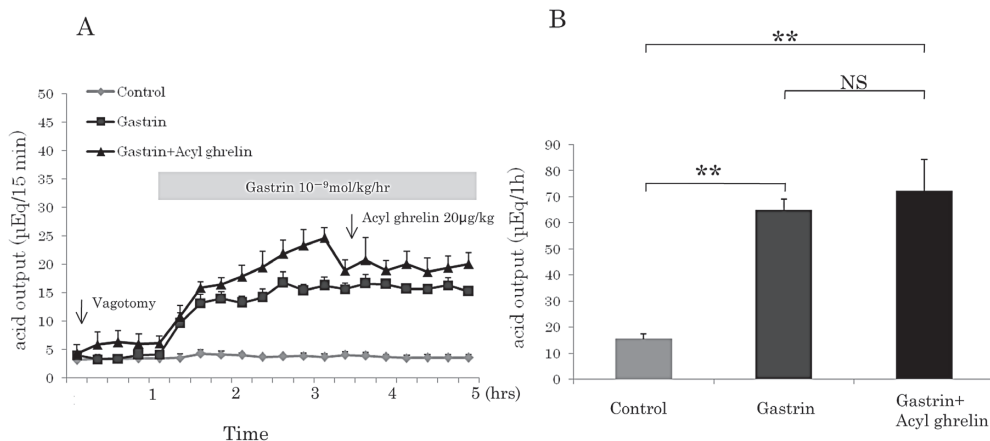 A
Control
Gastrin
Gastrin+Acyl ghrelin
acid output (µEq/15 min)
50
45
40
35
30
25
20
15
10
5
0
Gastrin 10⁻⁹mol/kg/hr
Acyl ghrelin 20µg/kg
Vagotomy
1 2 3 4 5 (hrs)
Time
B
**
NS
**
acid output (µEq/1h)
90
80
70
60
50
40
30
20
10
0
Control
Gastrin
Gastrin+
Acyl ghrelin